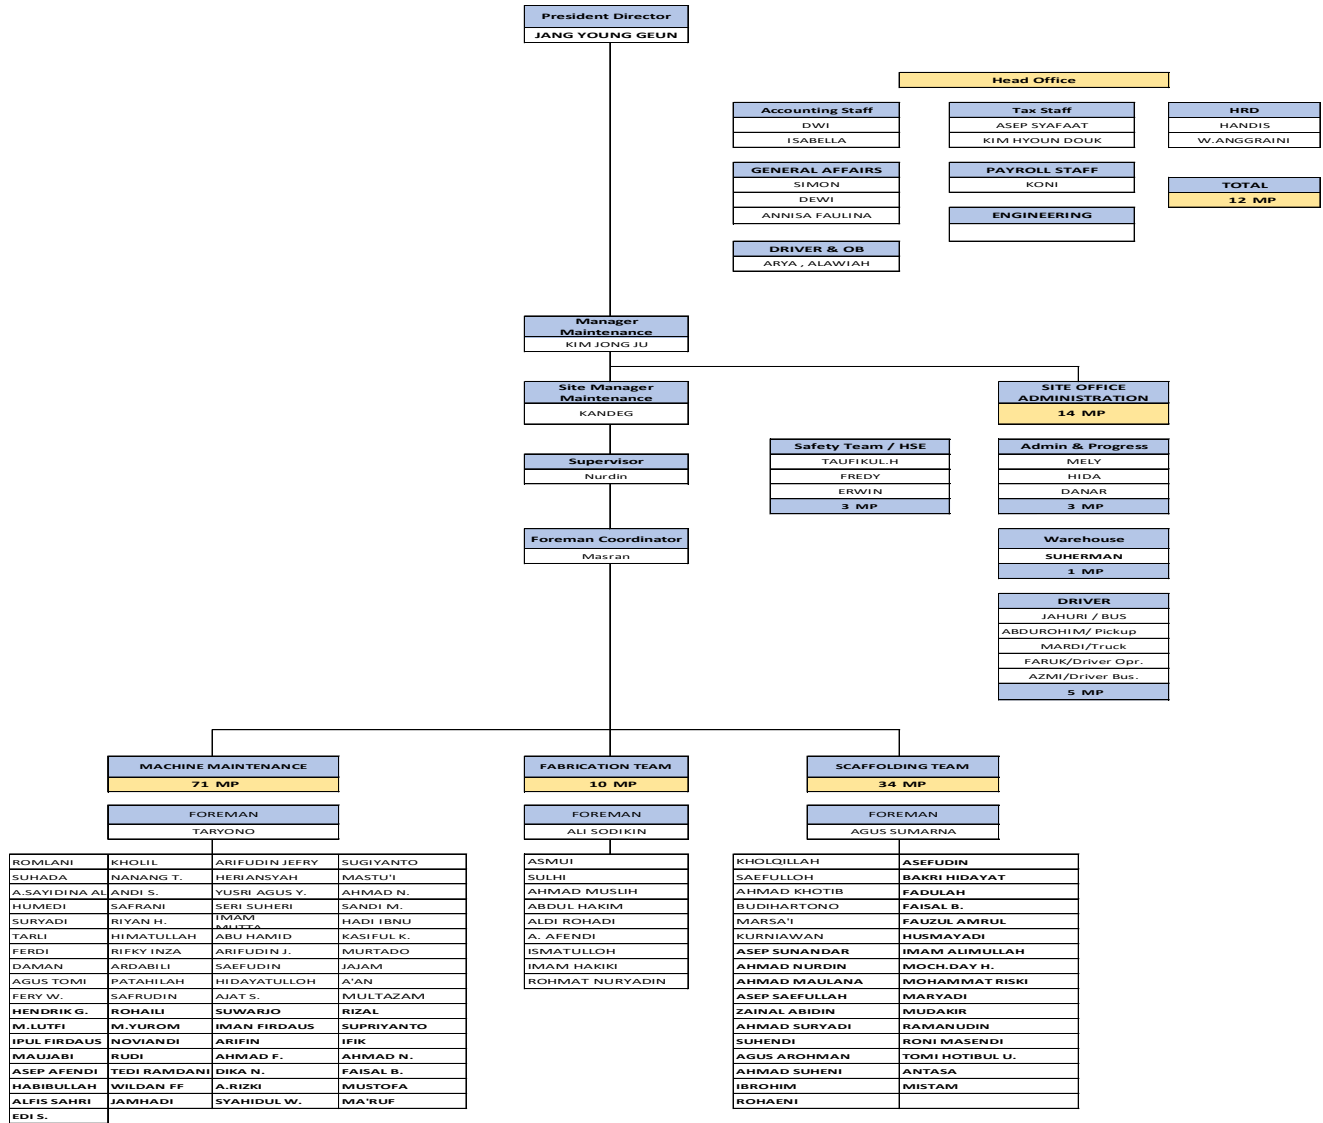 President Director
JANG YOUNG GEUN
Head Office
Accounting Staff
DWI
ISABELLA
Tax Staff
ASEP SYAFAAT
KIM HYOUN DOUK
HRD
HANDIS
W.ANGGRAINI
GENERAL AFFAIRS
SIMON
DEWI
ANNISA FAULINA
PAYROLL STAFF
KONI
TOTAL
12 MP
ENGINEERING
DRIVER & OB
ARYA , ALAWIAH
Manager
Maintenance
KIM JONG JU
Site Manager
Maintenance
KANDEG
SITE OFFICE
ADMINISTRATION
14 MP
Supervisor
Nurdin
Safety Team / HSE
TAUFIKUL.H
FREDY
ERWIN
3 MP
Admin & Progress
MELY
HIDA
DANAR
3 MP
Foreman Coordinator
Masran
Warehouse
SUHERMAN
1 MP
DRIVER
JAHURI / BUS
ABDUROHIM/ Pickup
MARDI/Truck
FARUK/Driver Opr.
AZMI/Driver Bus.
5 MP
MACHINE MAINTENANCE
71 MP
FOREMAN
TARYONO
ROMLANI KHOLIL ARIFUDIN JEFRY SUGIYANTO
SUHADA NANANG T. HERIANSYAH MASTU'I
A.SAYIDINA AL ANDI S. YUSRI AGUS Y. AHMAD N.
HUMEDI SAFRANI SERI SUHERI SANDI M.
SURYADI RIYAN H. IMAM MUTTA HADI IBNU
TARLI HIMATULLAH ABU HAMID KASIFUL K.
FERDI RIFKY INZA ARIFUDIN J. MURTADO
DAMAN ARDABILI SAEFUDIN JAJAM
AGUS TOMI PATAHILAH HIDAYATULLOH A'AN
FERY W. SAFRUDIN AJAT S. MULTAZAM
HENDRIK G. ROHAILI SUWARJO RIZAL
M.LUTFI M.YUROM IMAN FIRDAUS SUPRIYANTO
IPUL FIRDAUS NOVIANDI ARIFIN IFIK
MAUJABI RUDI AHMAD F. AHMAD N.
ASEP AFENDI TEDI RAMDANI DIKA N. FAISAL B.
HABIBULLAH WILDAN FF A.RIZKI MUSTOFA
ALFIS SAHRI JAMHADI SYAHIDUL W. MA'RUF
EDI S.
FABRICATION TEAM
10 MP
FOREMAN
ALI SODIKIN
ASMUI
SULHI
AHMAD MUSLIH
ABDUL HAKIM
ALDI ROHADI
A. AFENDI
ISMATULLOH
IMAM HAKIKI
ROHMAT NURYADIN
SCAFFOLDING TEAM
34 MP
FOREMAN
AGUS SUMARNA
KHOLQILLAH ASEFUDIN
SAEFULLOH BAKRI HIDAYAT
AHMAD KHOTIB FADULAH
BUDIHARTONO FAISAL B.
MARSA'I FAUZUL AMRUL
KURNIAWAN HUSMAYADI
ASEP SUNANDAR IMAM ALIMULLAH
AHMAD NURDIN MOCH.DAY H.
AHMAD MAULANA MOHAMMAT RISKI
ASEP SAEFULLAH MARYADI
ZAINAL ABIDIN MUDAKIR
AHMAD SURYADI RAMANUDIN
SUHENDI RONI MASENDI
AGUS AROHMAN TOMI HOTIBUL U.
AHMAD SUHENI ANTASA
IBROHIM MISTAM
ROHAENI